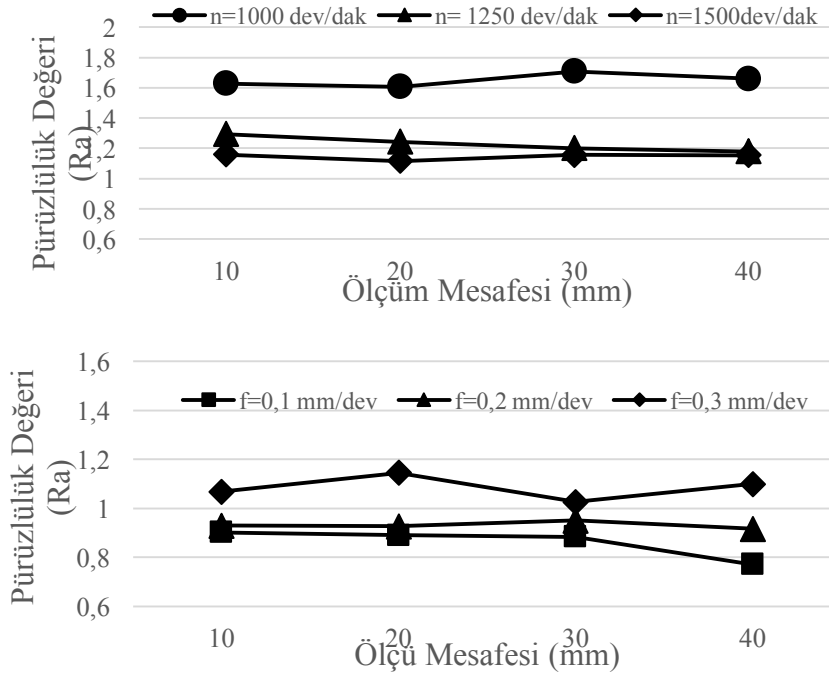 n=1000 dev/dak n= 1250 dev/dak n=1500dev/dak
2
1,8
1,6
1,4
1,2
1
0,8
0,6
Pürüzlülük Değeri
(Ra)
10 20 30 40
Ölçüm Mesafesi (mm)
1,6
1,4
1,2
1
0,8
0,6
f=0,1 mm/dev f=0,2 mm/dev f=0,3 mm/dev
Pürüzlülük Değeri
(Ra)
10 20 30 40
Ölçü Mesafesi (mm)